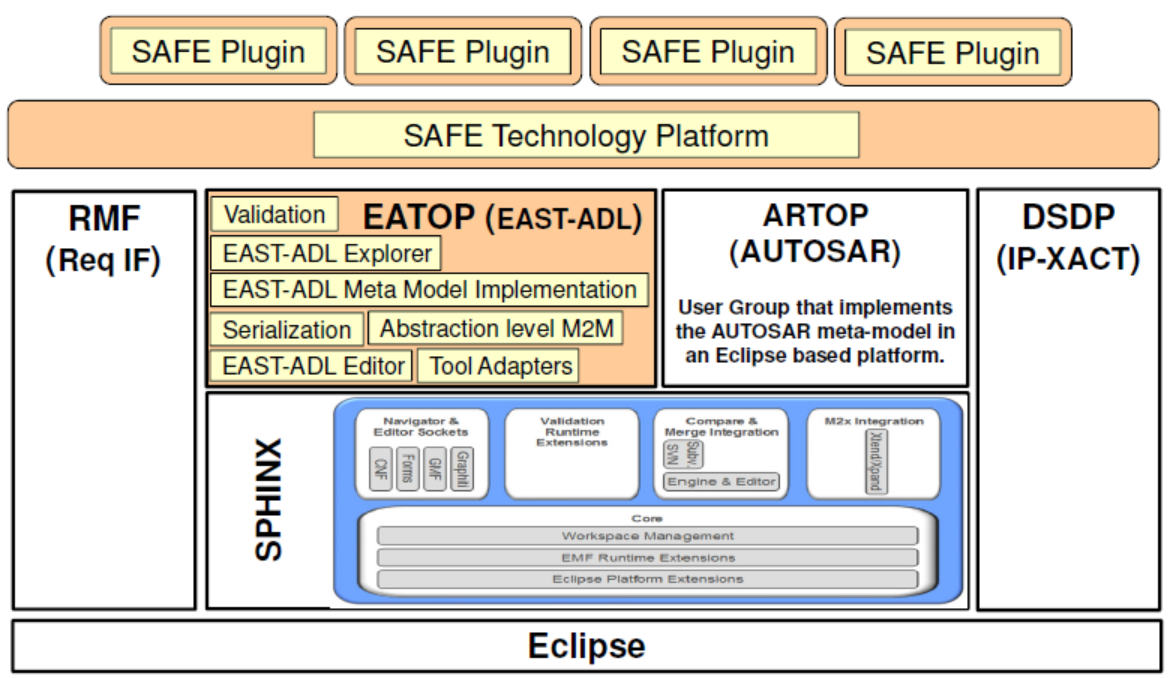 SAFE Plugin
SAFE Plugin
SAFE Plugin
SAFE Plugin
SAFE Technology Platform
RMF
(Req IF)
Validation
EATOP (EAST-ADL)
EAST-ADL Explorer
EAST-ADL Meta Model Implementation
Serialization
Abstraction level M2M
EAST-ADL Editor
Tool Adapters
ARTOP
(AUTOSAR)
User Group that implements
the AUTOSAR meta-model in
an Eclipse based platform.
DSDP
(IP-XACT)
SPHINX
Navigator &
Editor Sockets
CNF
Forms
GMF
Graphiti
Validation
Runtime
Extensions
Compare &
Merge Integration
Subv.
SVN
Engine & Editor
M2x Integration
Xtend/Xpand
Core
Workspace Management
EMF Runtime Extensions
Eclipse Platform Extensions
Eclipse